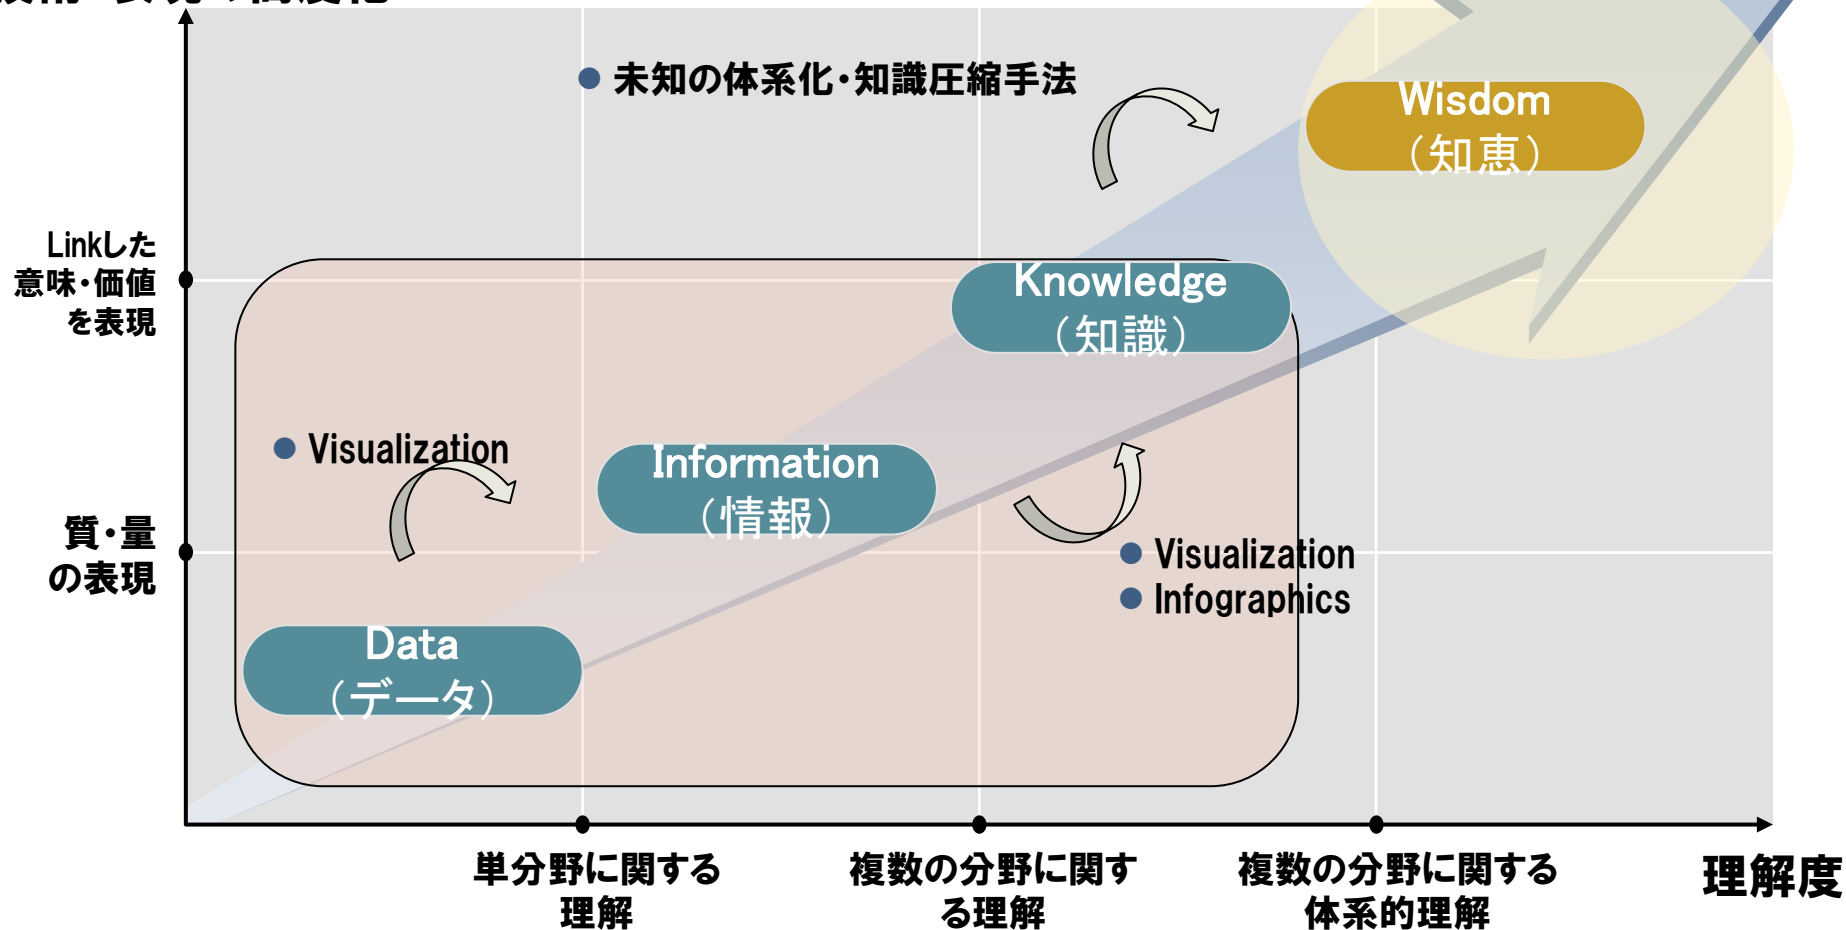 未知の体系化・知識圧縮手法
Wisdom
（知恵）
Linkした
意味・価値
を表現
Knowledge
（知識）
Visualization
Information
（情報）
質・量
の表現
Visualization
Infographics
Data
（データ）
単分野に関する
理解
複数の分野に関す
る理解
複数の分野に関する
体系的理解
理解度